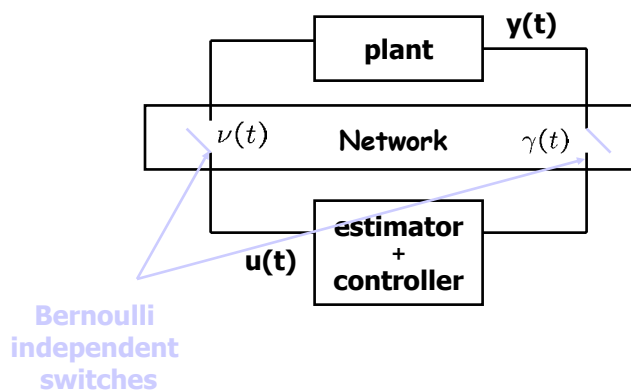 y(t)
plant
ν(t)
Network
γ(t)
estimator
+
controller
u(t)
Bernoulli
independent
switches